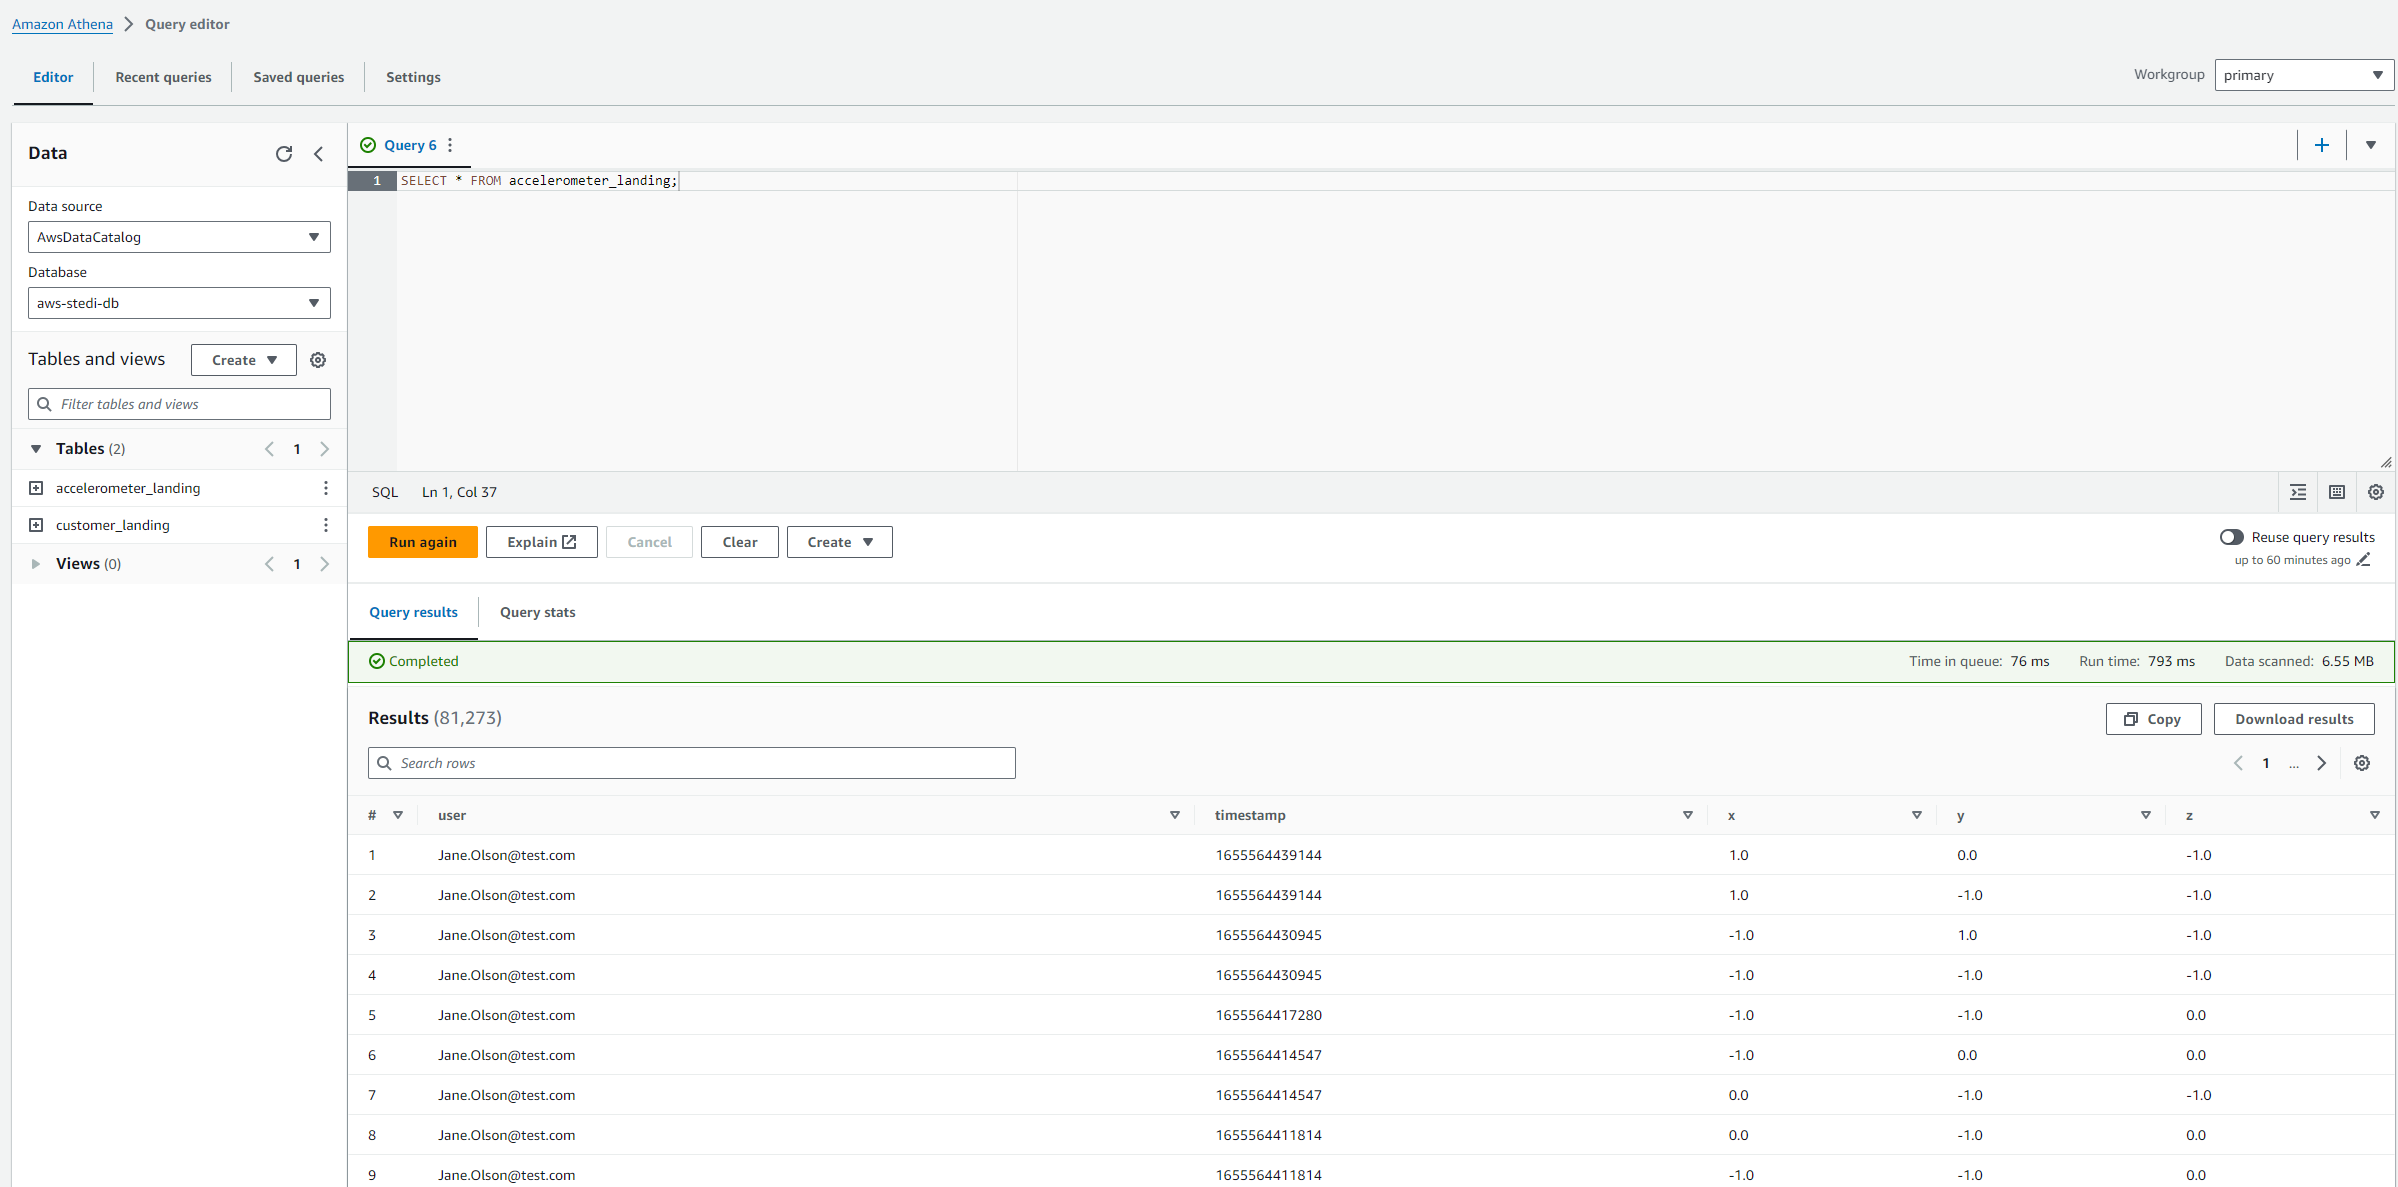 Amazon Athena > Query editor
Editor Recent queries Saved queries Settings
Workgroup primary
Data
Data source
AwsDataCatalog
Database
aws-stedi-db
Tables and views Create
Filter tables and views
Tables (2) < 1 >
accelerometer_landing
customer_landing
Views (0) < 1 >
Query 6
1 SELECT * FROM accelerometer_landing;
SQL Ln 1, Col 37
Run again Explain Cancel Clear Create
Reuse query results
up to 60 minutes ago
Query results Query stats
Completed Time in queue: 76 ms Run time: 793 ms Data scanned: 6.55 MB
Results (81,273) Copy Download results
Search rows < 1 ... >
# user timestamp x y z
1 Jane.Olson@test.com 1655564439144 1.0 0.0 -1.0
2 Jane.Olson@test.com 1655564439144 1.0 -1.0 -1.0
3 Jane.Olson@test.com 1655564430945 -1.0 1.0 -1.0
4 Jane.Olson@test.com 1655564430945 -1.0 -1.0 -1.0
5 Jane.Olson@test.com 1655564417280 -1.0 -1.0 0.0
6 Jane.Olson@test.com 1655564414547 -1.0 0.0 0.0
7 Jane.Olson@test.com 1655564414547 0.0 -1.0 -1.0
8 Jane.Olson@test.com 1655564411814 0.0 -1.0 0.0
9 Jane.Olson@test.com 1655564411814 -1.0 -1.0 0.0